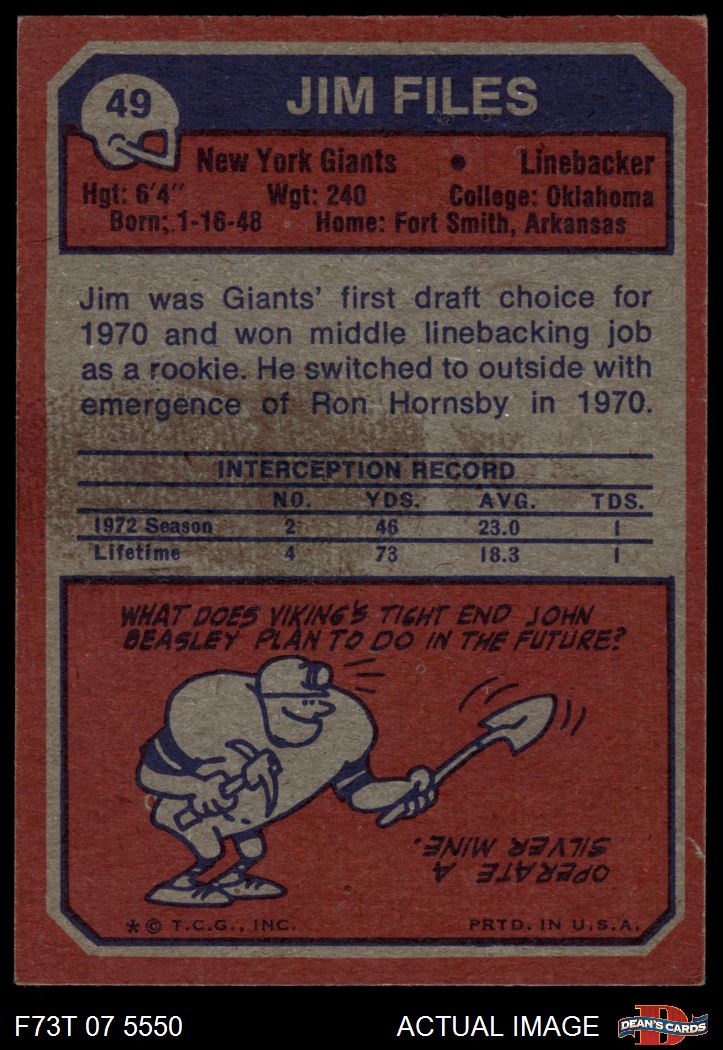 49
JIM FILES
New York Giants • Linebacker
Hgt: 6'4" Wgt: 240 College: Oklahoma
Born: 1-16-48 Home: Fort Smith, Arkansas
Jim was Giants' first draft choice for
1970 and won middle linebacking job
as a rookie. He switched to outside with
emergence of Ron Hornsby in 1970.
INTERCEPTION RECORD
NO. YDS. AVG. TDS.
1972 Season 2 46 23.0 1
Lifetime 4 73 18.3 1
WHAT DOES VIKING'S TIGHT END JOHN
BEASLEY PLAN TO DO IN THE FUTURE?
OPERATE A
SILVER MINE.
* © T.C.G., INC. PRTD. IN U.S.A.
F73T 07 5550 ACTUAL IMAGE D DEAN'S CARDS